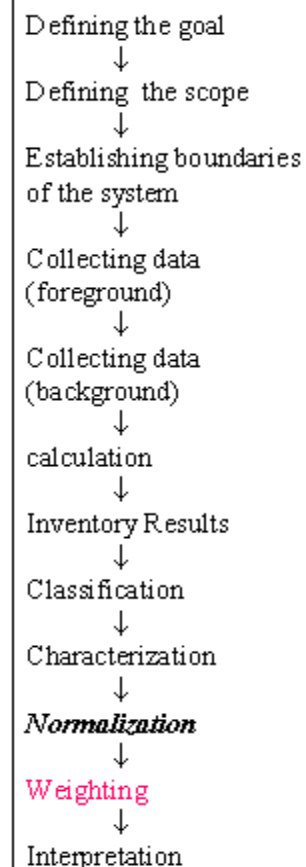 Defining the goal
↓
Defining the scope
↓
Establishing boundaries
of the system
↓
Collecting data
(foreground)
↓
Collecting data
(background)
↓
calculation
↓
Inventory Results
↓
Classification
↓
Characterization
↓
Normalization
↓
Weighting
↓
Interpretation